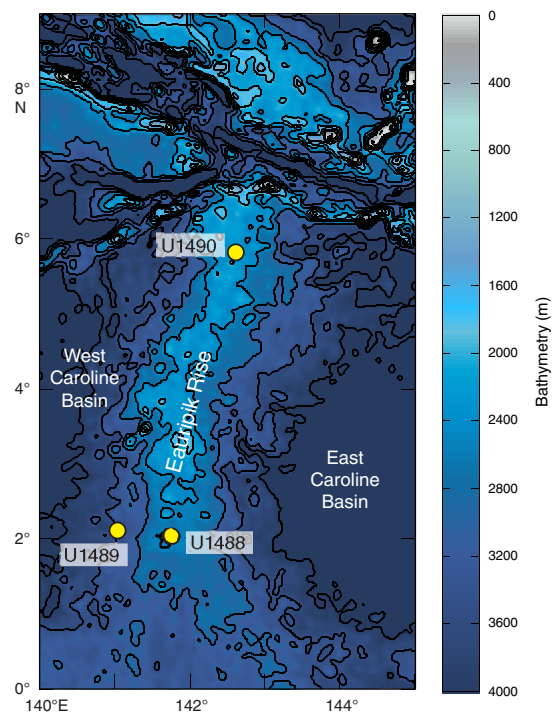 8°
N
6°
4°
2°
0°
140°E
142°
144°
U1490
West
Caroline
Basin
Eauripik Rise
East
Caroline
Basin
U1489
U1488
0
400
800
1200
1600
2000
2400
2800
3200
3600
4000
Bathymetry (m)